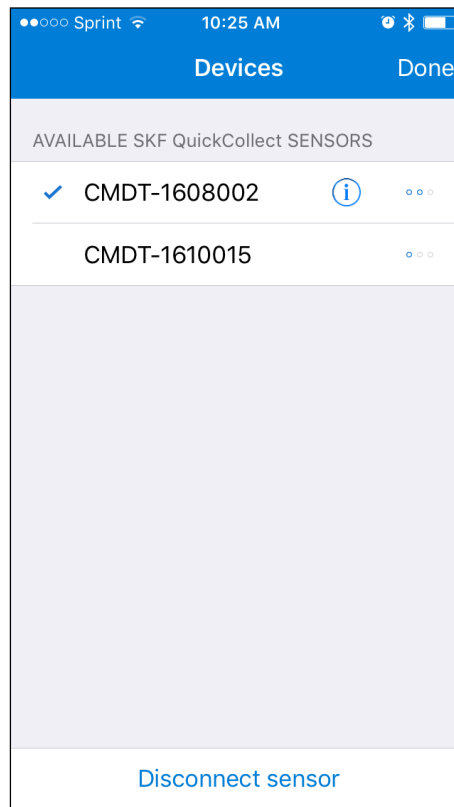 Sprint 10:25 AM
Devices Done
AVAILABLE SKF QuickCollect SENSORS
CMDT-1608002 i
CMDT-1610015
Disconnect sensor